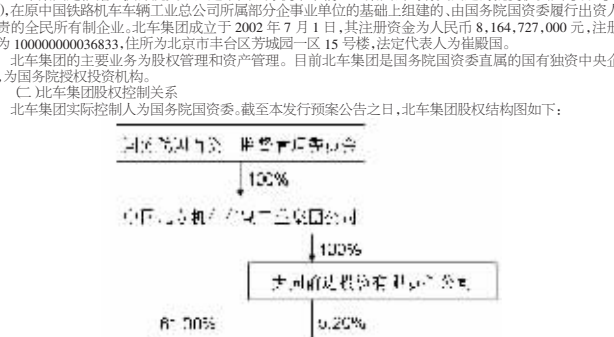 ),在原中国铁路机车车辆工业总公司所属部分企事业单位的基础上组建的、由国务院国资委履行出资人
责的全民所有制企业。北车集团成立于 2002 年 7 月 1 日,其注册资金为人民币 8,164,727,000 元,注册
为 100000000036833,住所为北京市丰台区芳城园一区 15 号楼,法定代表人为崔殿国。
北车集团的主要业务为股权管理和资产管理。目前北车集团是国务院国资委直属的国有独资中央企
,为国务院授权投资机构。
(二)北车集团股权控制关系
北车集团实际控制人为国务院国资委。截至本发行预案公告之日,北车集团股权结构图如下:
100%
100%
5.20%